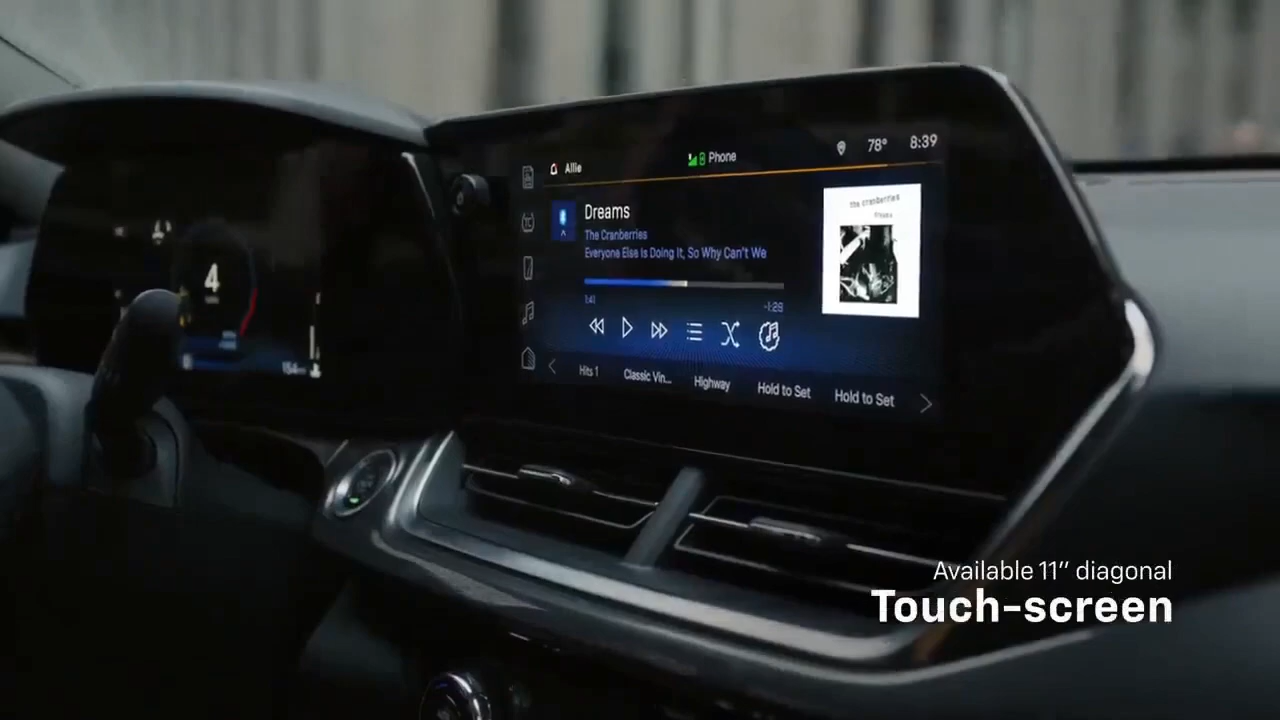 Allie
Phone
78° 8:39
Dreams
The Cranberries
Everyone Else Is Doing It, So Why Can't We
1:41
-1:26
Hits 1
Classic Vin...
Highway
Hold to Set
Hold to Set
the cranberries
TC
4
Available 11" diagonal
Touch-screen